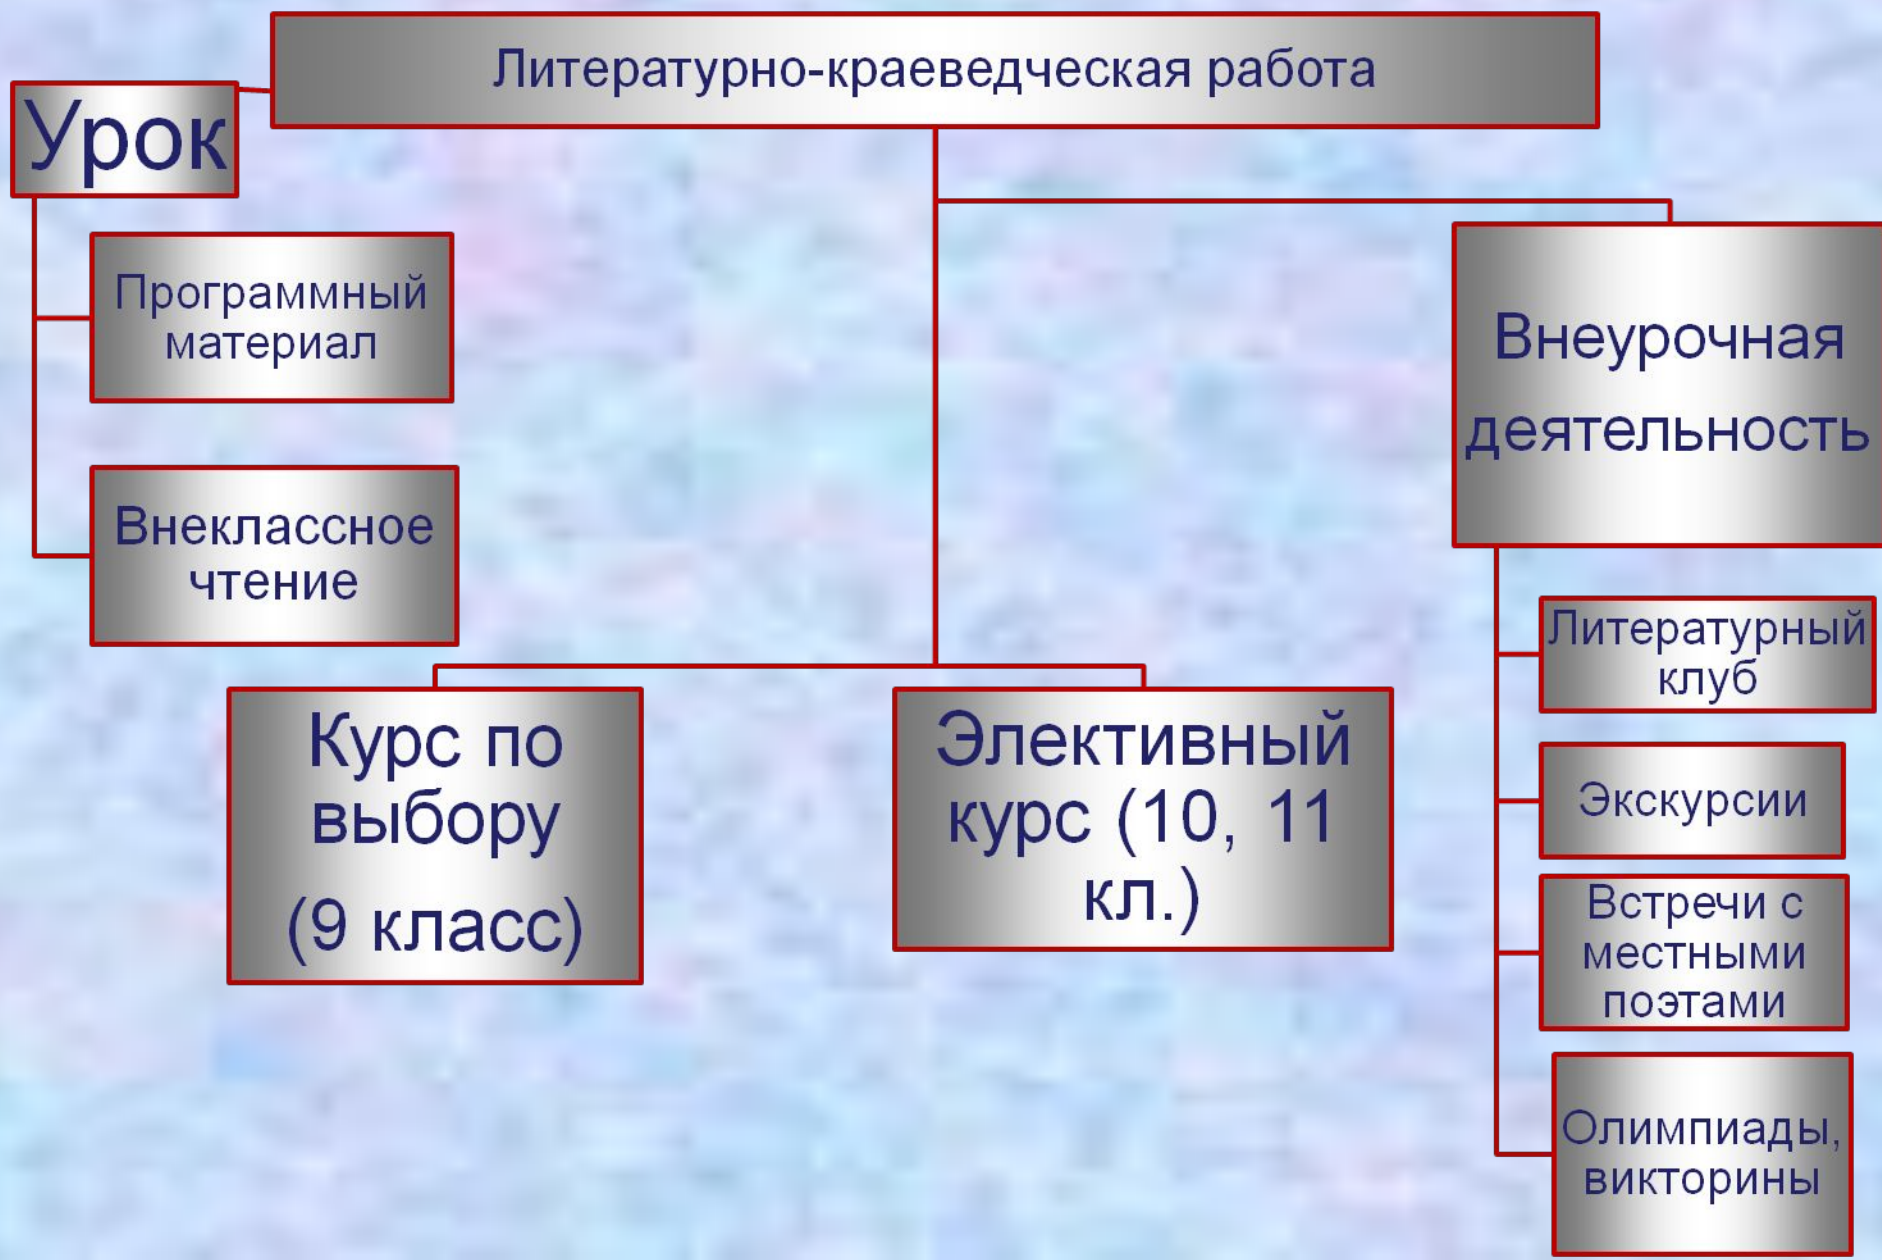 Литературно-краеведческая работа
Урок
Программный
материал
Внеклассное
чтение
Курс по
выбору
(9 класс)
Элективный
курс (10, 11
кл.)
Внеурочная
деятельность
Литературный
клуб
Экскурсии
Встречи с
местными
поэтами
Олимпиады,
викторины